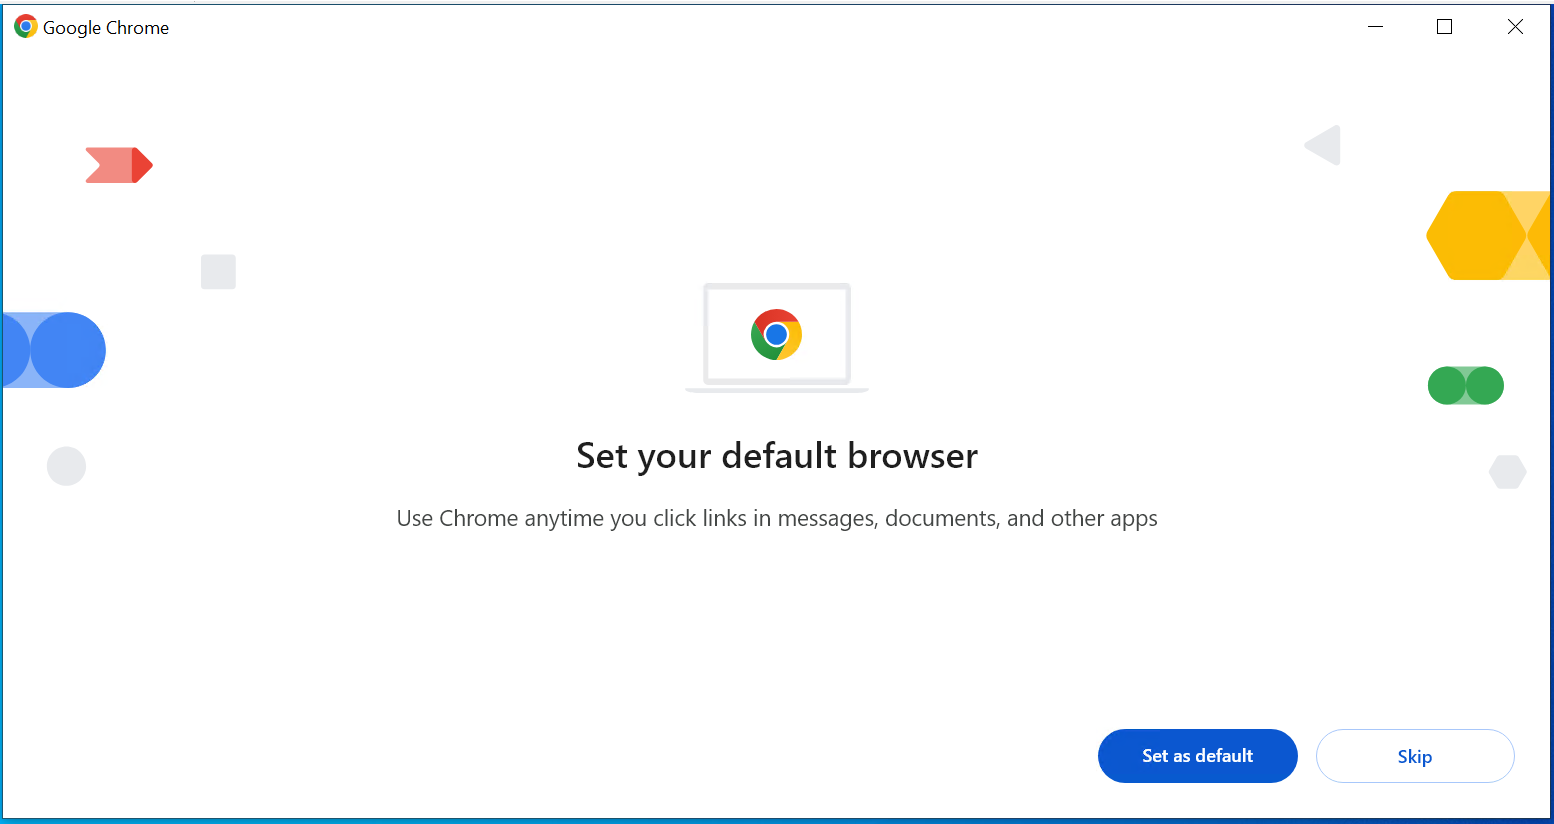 Google Chrome
Set your default browser
Use Chrome anytime you click links in messages, documents, and other apps
Set as default
Skip